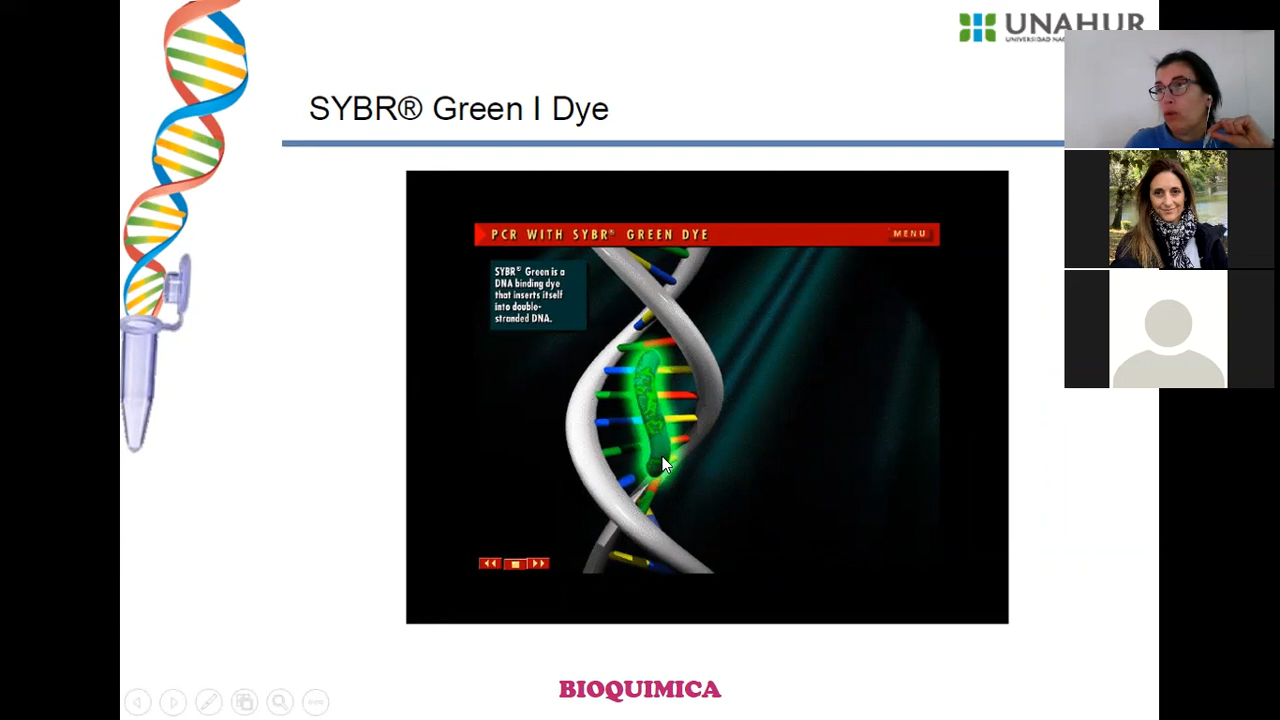 UNAHUR
SYBR® Green I Dye
PCR WITH SYBR® GREEN DYE
MENU
SYBR® Green is a
DNA binding dye
that inserts itself
into double-
stranded DNA.
BIOQUIMICA